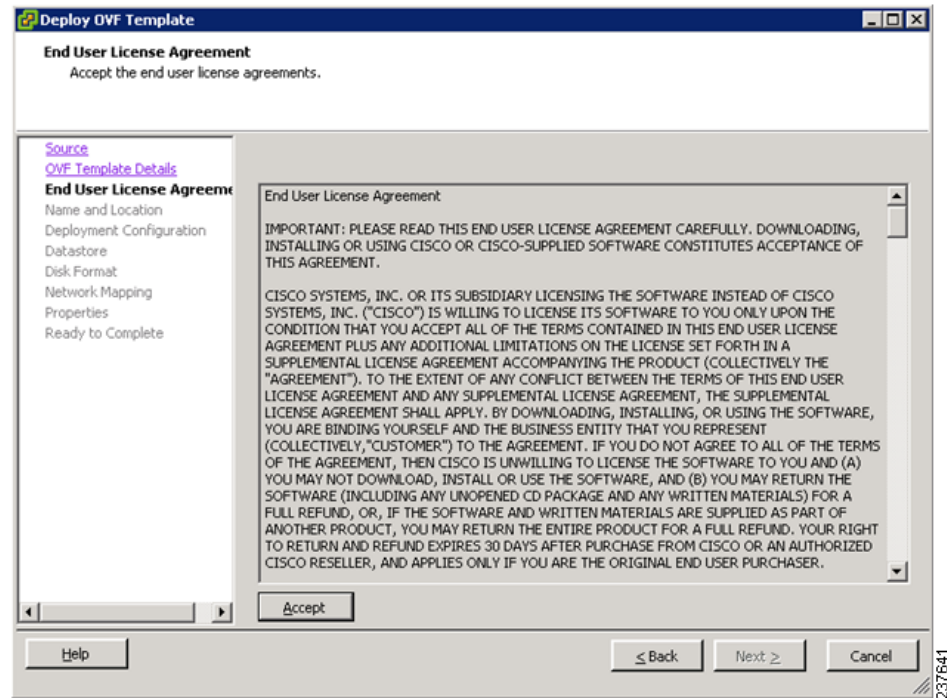 Deploy OVF Template
End User License Agreement
Accept the end user license agreements.
Source
OVF Template Details
End User License Agreeme
Name and Location
Deployment Configuration
Datastore
Disk Format
Network Mapping
Properties
Ready to Complete
End User License Agreement
IMPORTANT: PLEASE READ THIS END USER LICENSE AGREEMENT CAREFULLY. DOWNLOADING,
INSTALLING OR USING CISCO OR CISCO-SUPPLIED SOFTWARE CONSTITUTES ACCEPTANCE OF
THIS AGREEMENT.
CISCO SYSTEMS, INC. OR ITS SUBSIDIARY LICENSING THE SOFTWARE INSTEAD OF CISCO
SYSTEMS, INC. ("CISCO") IS WILLING TO LICENSE ITS SOFTWARE TO YOU ONLY UPON THE
CONDITION THAT YOU ACCEPT ALL OF THE TERMS CONTAINED IN THIS END USER LICENSE
AGREEMENT PLUS ANY ADDITIONAL LIMITATIONS ON THE LICENSE SET FORTH IN A
SUPPLEMENTAL LICENSE AGREEMENT ACCOMPANYING THE PRODUCT (COLLECTIVELY THE
"AGREEMENT"). TO THE EXTENT OF ANY CONFLICT BETWEEN THE TERMS OF THIS END USER
LICENSE AGREEMENT AND ANY SUPPLEMENTAL LICENSE AGREEMENT, THE SUPPLEMENTAL
LICENSE AGREEMENT SHALL APPLY. BY DOWNLOADING, INSTALLING, OR USING THE SOFTWARE,
YOU ARE BINDING YOURSELF AND THE BUSINESS ENTITY THAT YOU REPRESENT
(COLLECTIVELY,"CUSTOMER") TO THE AGREEMENT. IF YOU DO NOT AGREE TO ALL OF THE TERMS
OF THE AGREEMENT, THEN CISCO IS UNWILLING TO LICENSE THE SOFTWARE TO YOU AND (A)
YOU MAY NOT DOWNLOAD, INSTALL OR USE THE SOFTWARE, AND (B) YOU MAY RETURN THE
SOFTWARE (INCLUDING ANY UNOPENED CD PACKAGE AND ANY WRITTEN MATERIALS) FOR A
FULL REFUND, OR, IF THE SOFTWARE AND WRITTEN MATERIALS ARE SUPPLIED AS PART OF
ANOTHER PRODUCT, YOU MAY RETURN THE ENTIRE PRODUCT FOR A FULL REFUND. YOUR RIGHT
TO RETURN AND REFUND EXPIRES 30 DAYS AFTER PURCHASE FROM CISCO OR AN AUTHORIZED
CISCO RESELLER, AND APPLIES ONLY IF YOU ARE THE ORIGINAL END USER PURCHASER.
Accept
Help
≤ Back
Next ≥
Cancel
237641